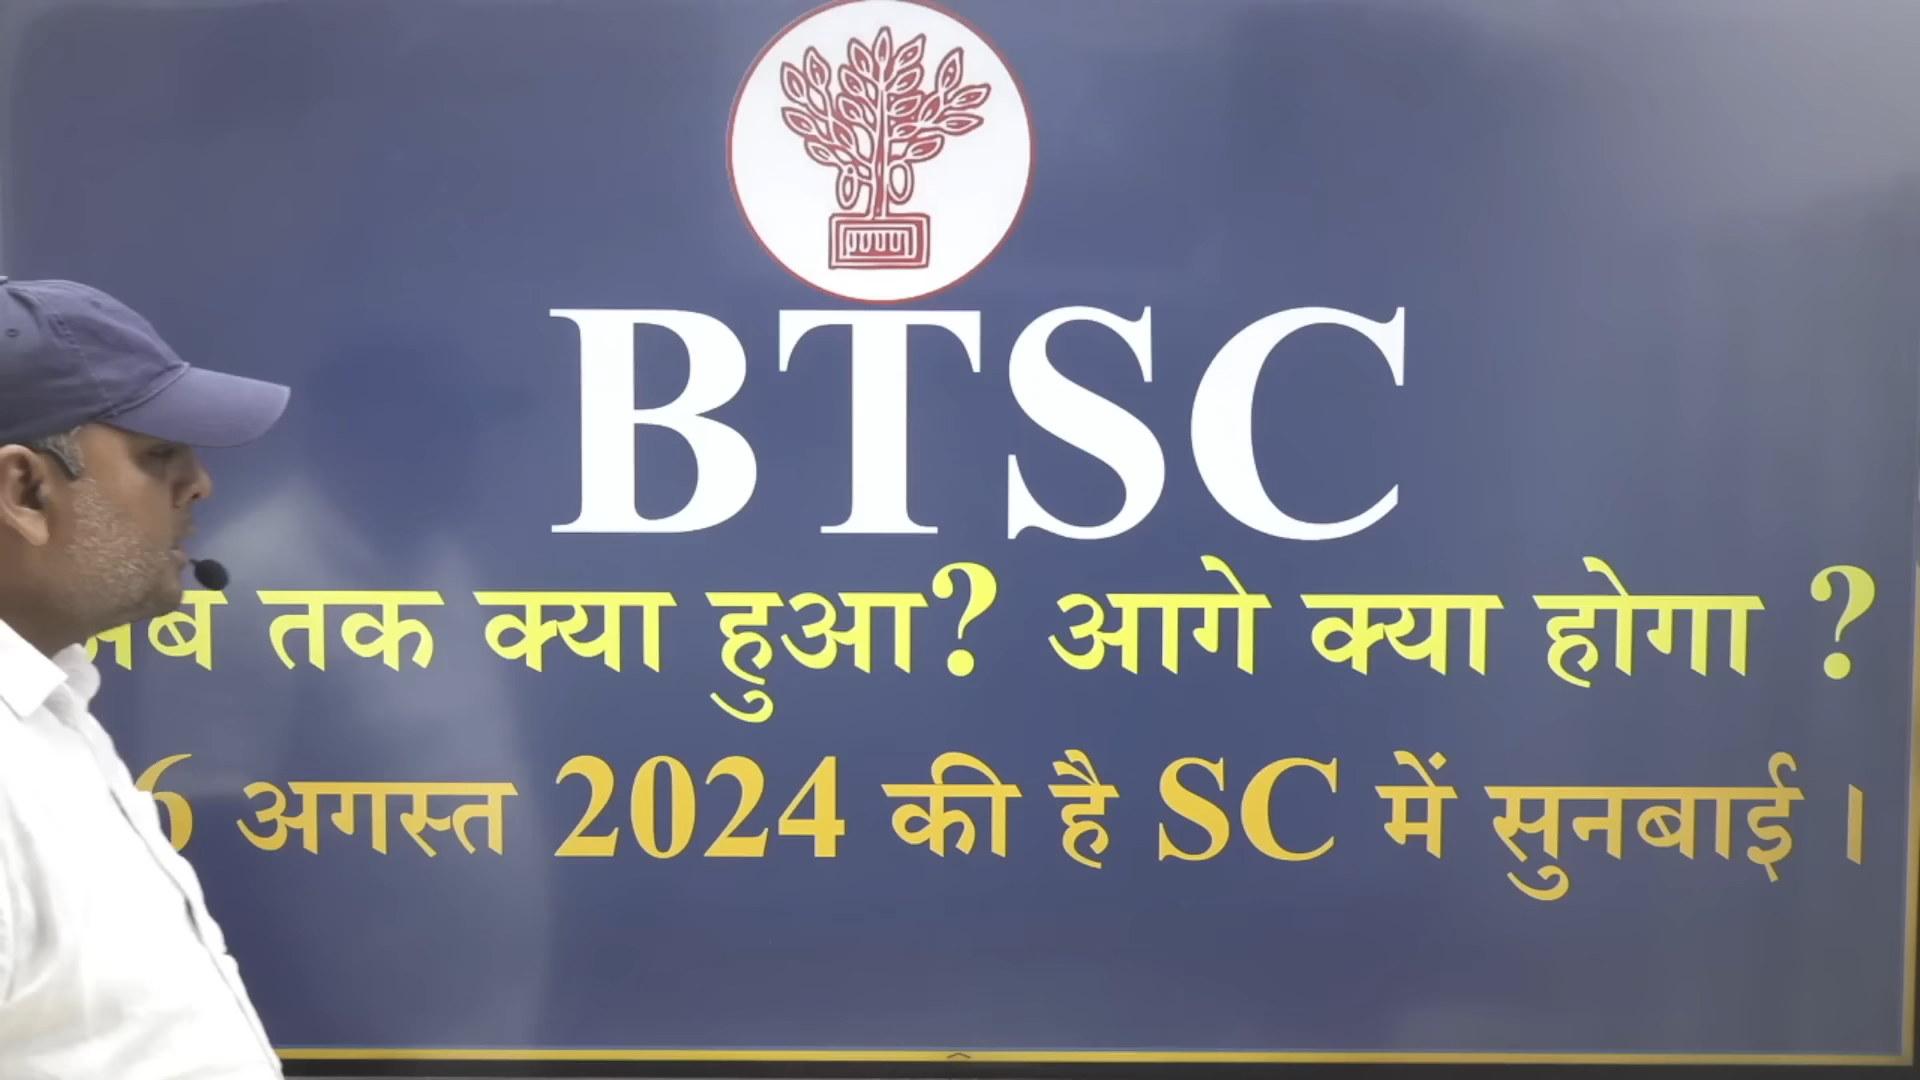 BTSC
तक क्या हुआ? आगे क्या होगा ?
अगस्त 2024 की है SC में सुनबाई ।